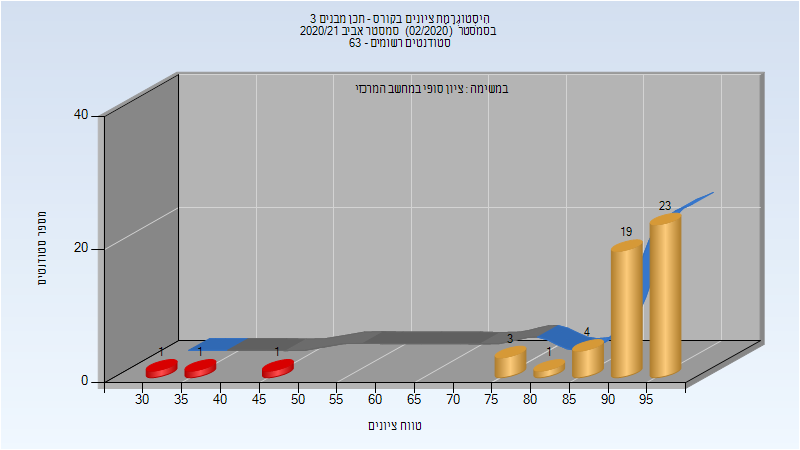 היסטוגרמת ציונים בקורס - תכן מבנים 3
בסמסטר (02/2020) סמסטר אביב 2020/21
סטודנטים רשומים - 63
במשימה : ציון סופי במחשב המרכזי
מספר סטודנטים
40
20
0
1
1
1
3
1
4
19
23
30 35 40 45 50 55 60 65 70 75 80 85 90 95
טווח ציונים